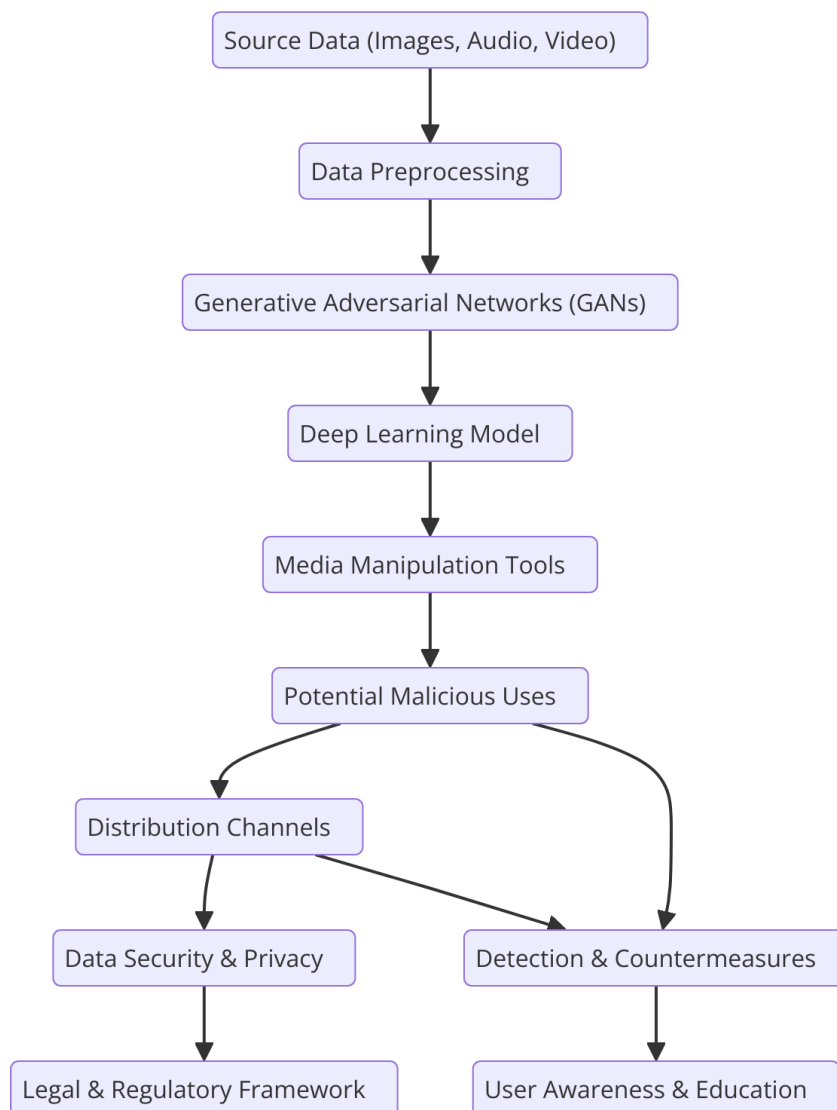 Source Data (Images, Audio, Video)
Data Preprocessing
Generative Adversarial Networks (GANs)
Deep Learning Model
Media Manipulation Tools
Potential Malicious Uses
Distribution Channels
Data Security & Privacy
Detection & Countermeasures
Legal & Regulatory Framework
User Awareness & Education